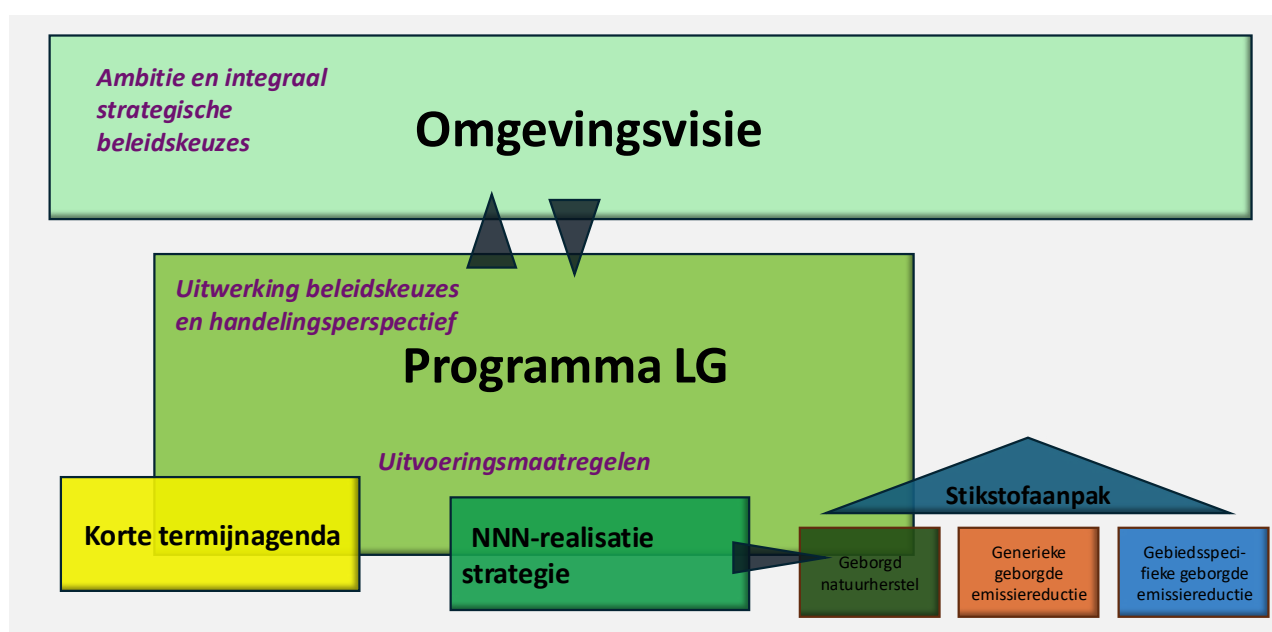 Ambitie en integraal
strategische
beleidskeuzes
Omgevingsvisie
Uitwerking beleidskeuzes
en handelingsperspectief
Programma LG
Uitvoeringsmaatregelen
Korte termijnagenda
NNN-realisatie
strategie
Stikstofaanpak
Geborgd
natuurherstel
Generieke
geborgde
emissiereductie
Gebiedsspeci-
fieke geborgde
emissiereductie